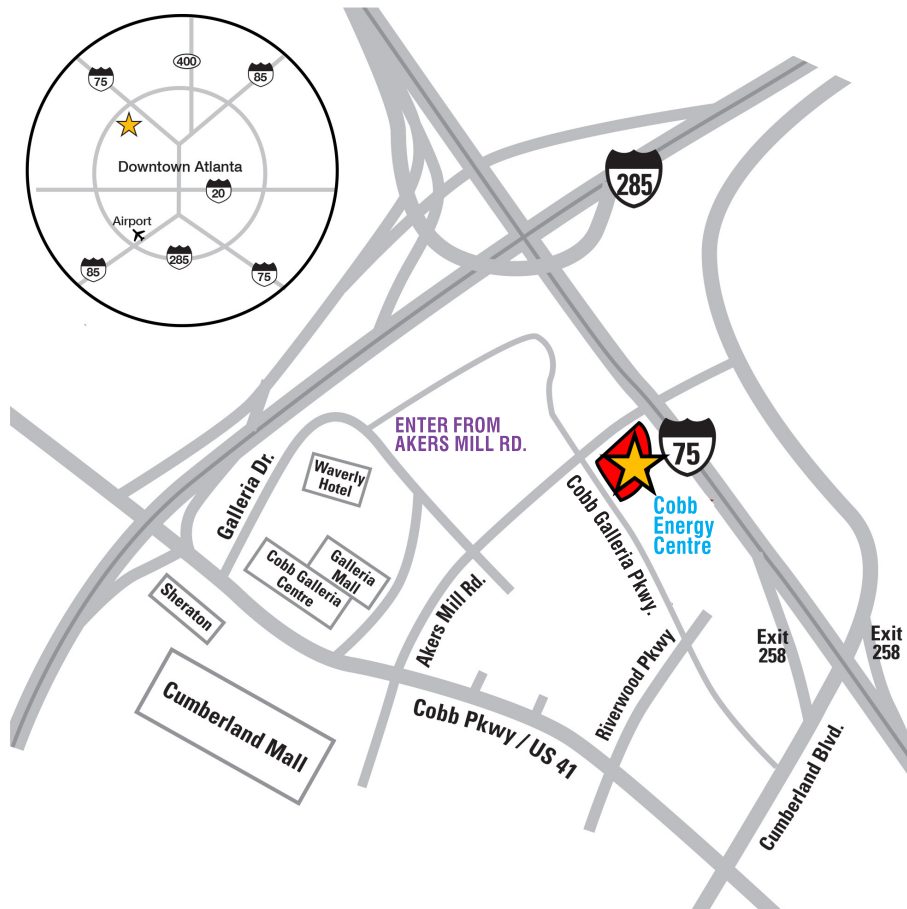 400
75
85
Downtown Atlanta
20
Airport
285
85
75
285
ENTER FROM
AKERS MILL RD.
75
Galleria Dr.
Waverly
Hotel
Cobb
Energy
Centre
Cobb Galleria Pkwy.
Galleria
Mall
Cobb Galleria
Centre
Sheraton
Akers Mill Rd.
Exit
258
Exit
258
Riverwood Pkwy
Cumberland Mall
Cobb Pkwy / US 41
Cumberland Blvd.